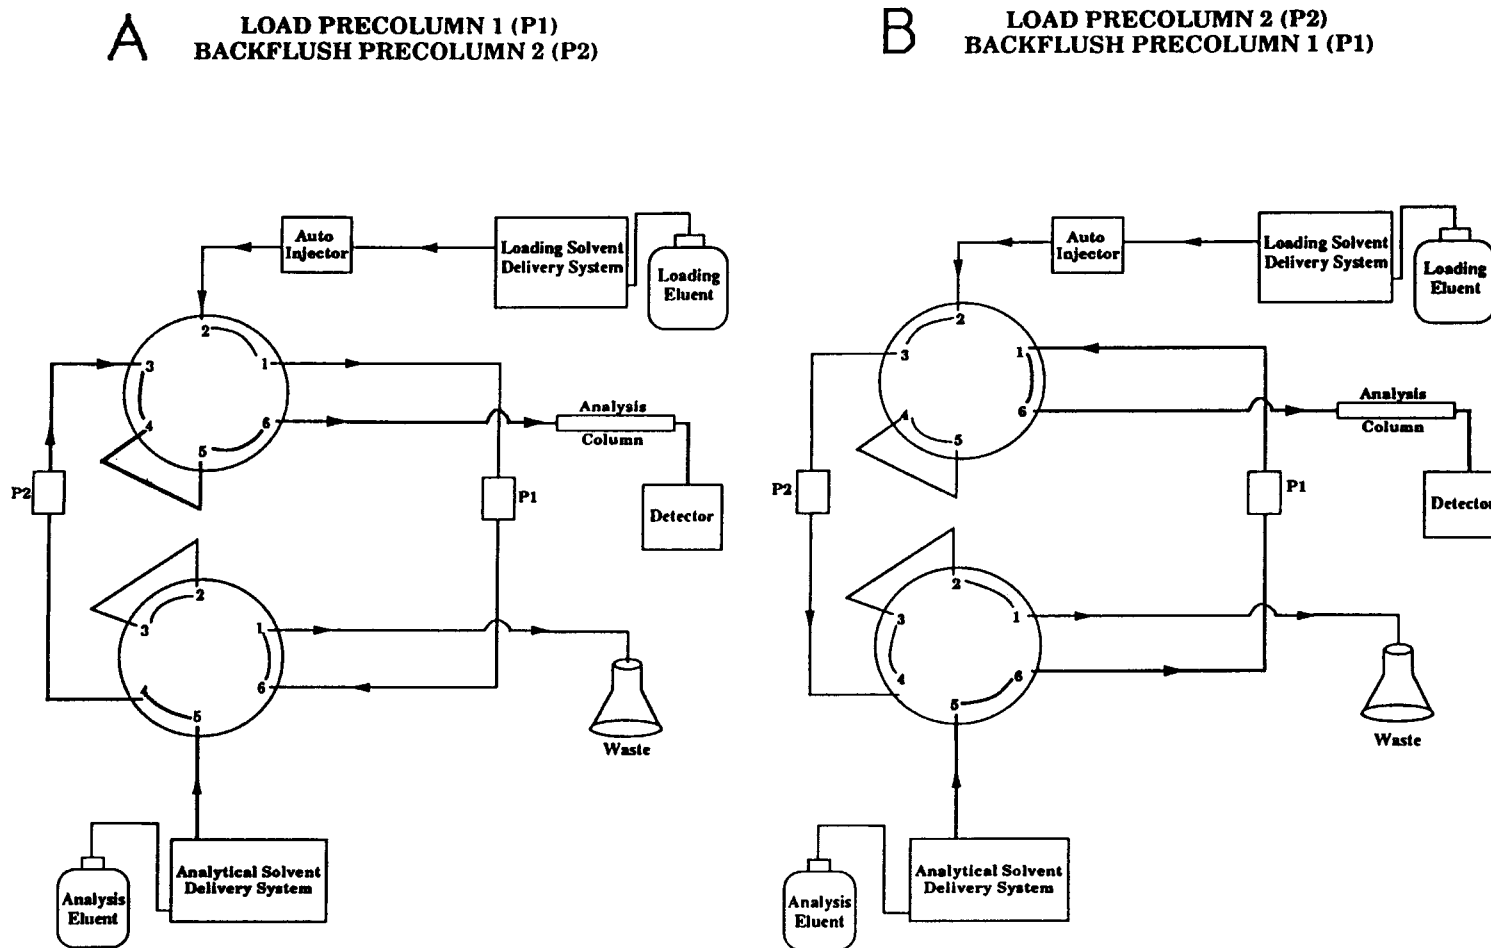 A
LOAD PRECOLUMN 1 (P1)
BACKFLUSH PRECOLUMN 2 (P2)
Auto
Injector
Loading Solvent
Delivery System
Loading
Eluent
2
3
1
4
6
5
Analysis
Column
P2
P1
Detector
2
3
1
4
6
5
Waste
Analytical Solvent
Delivery System
Analysis
Eluent
B
LOAD PRECOLUMN 2 (P2)
BACKFLUSH PRECOLUMN 1 (P1)
Auto
Injector
Loading Solvent
Delivery System
Loading
Eluent
2
3
1
4
6
5
Analysis
Column
P2
P1
Detector
2
3
1
4
6
5
Waste
Analytical Solvent
Delivery System
Analysis
Eluent